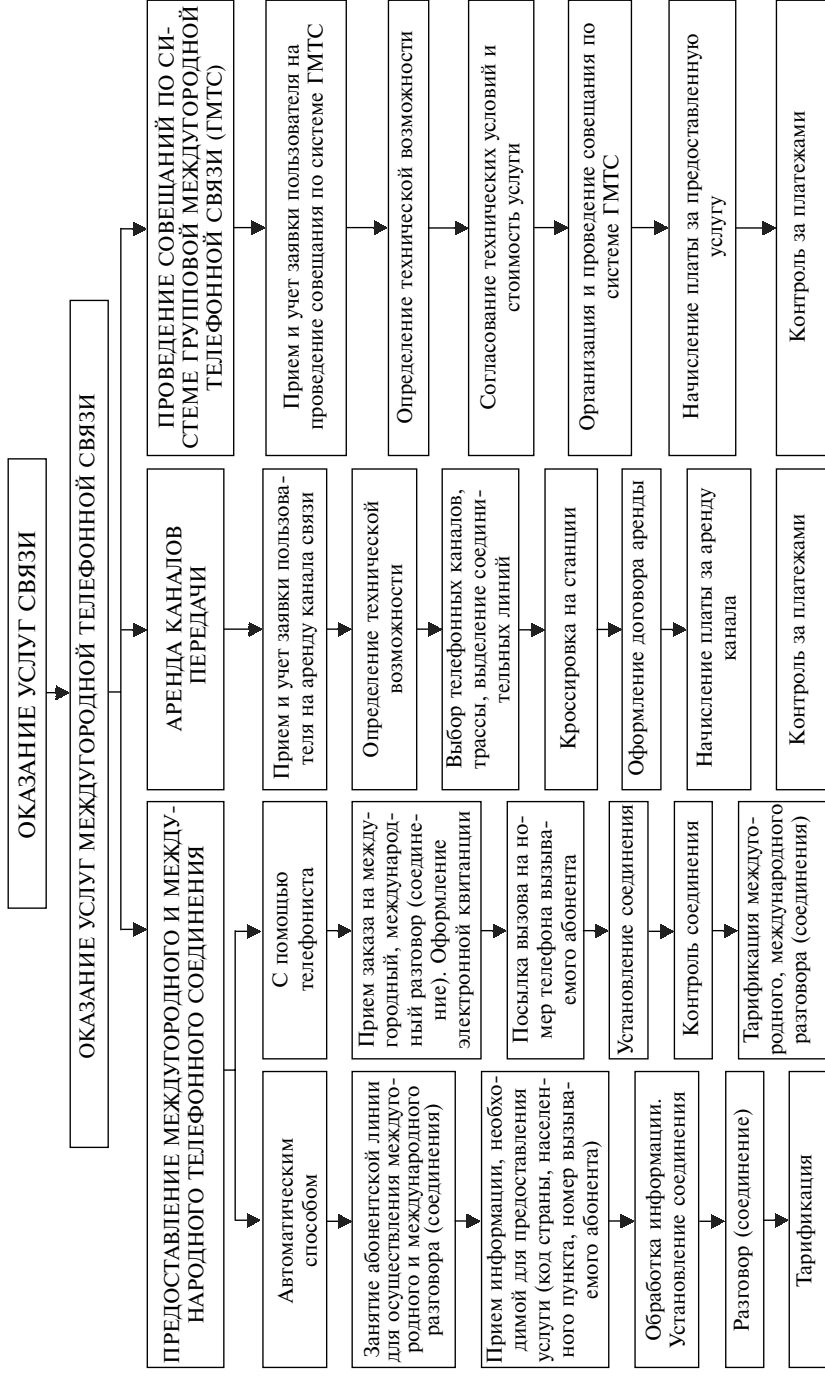 ОКАЗАНИЕ УСЛУГ СВЯЗИ
ОКАЗАНИЕ УСЛУГ МЕЖДУГОРОДНОЙ ТЕЛЕФОННОЙ СВЯЗИ
ПРЕДОСТАВЛЕНИЕ МЕЖДУГОРОДНОГО И МЕЖДУ-
НАРОДНОГО ТЕЛЕФОННОГО СОЕДИНЕНИЯ
Автоматическим
способом
Занятие абонентской линии
для осуществления междуго-
родного и международного
разговора (соединения)
Прием информации, необхо-
димой для предоставления
услуги (код страны, населен-
ного пункта, номер вызыва-
емого абонента)
Обработка информации.
Установление соединения
Разговор (соединение)
Тарификация
С помощью
телефониста
Прием заказа на между-
городный, международ-
ный разговор (соедине-
ние). Оформление
электронной квитанции
Посылка вызова на но-
мер телефона вызыва-
емого абонента
Установление соединения
Контроль соединения
Тарификация междуго-
родного, международного
разговора (соединения)
АРЕНДА КАНАЛОВ
ПЕРЕДАЧИ
Прием и учет заявки пользова-
теля на аренду канала связи
Определение технической
возможности
Выбор телефонных каналов,
трассы, выделение соедини-
тельных линий
Кроссировка на станции
Оформление договора аренды
Начисление платы за аренду
канала
Контроль за платежами
ПРОВЕДЕНИЕ СОВЕЩАНИЙ ПО СИ-
СТЕМЕ ГРУППОВОЙ МЕЖДУГОРОДНОЙ
ТЕЛЕФОННОЙ СВЯЗИ (ГМТС)
Прием и учет заявки пользователя на
проведение совещания по системе ГМТС
Определение технической возможности
Согласование технических условий и
стоимость услуги
Организация и проведение совещания по
системе ГМТС
Начисление платы за предоставленную
услугу
Контроль за платежами